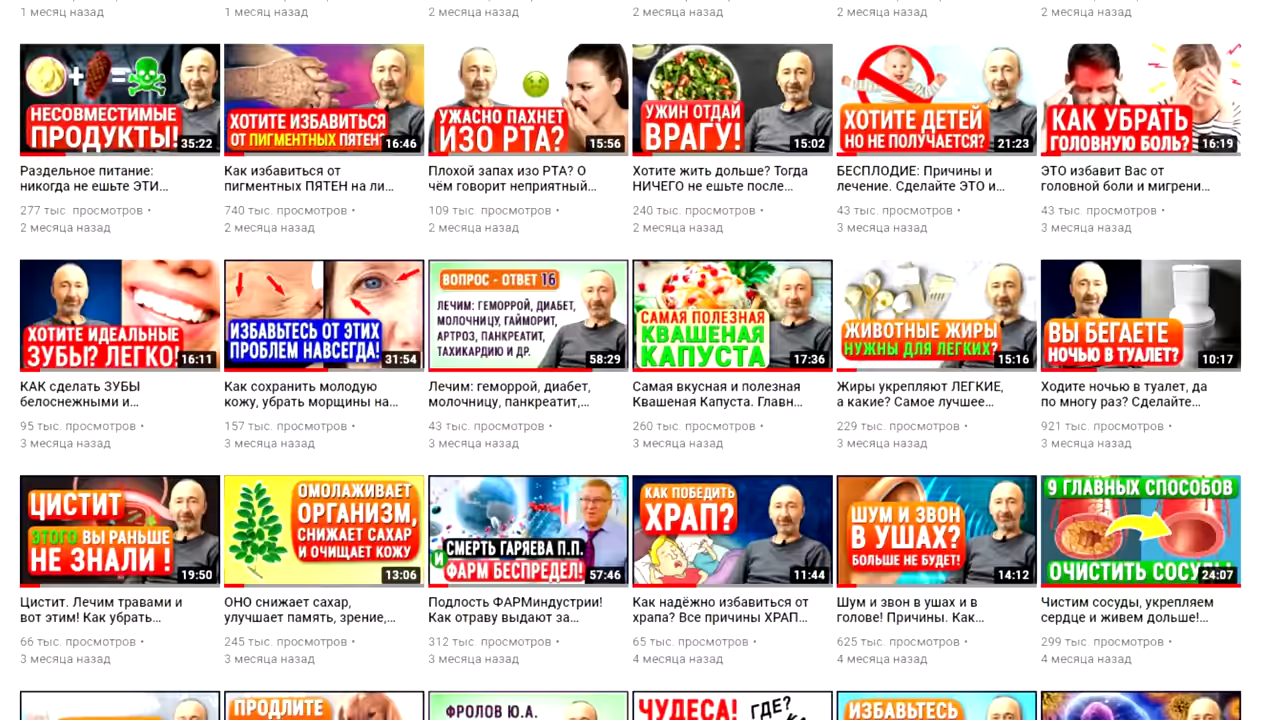 1 месяц назад
1 месяц назад
2 месяца назад
2 месяца назад
2 месяца назад
2 месяца назад
НЕСОВМЕСТИМЫЕ
ПРОДУКТЫ!
35:22
ХОТИТЕ ИЗБАВИТЬСЯ
ОТ ПИГМЕНТНЫХ ПЯТЕН
16:46
УЖАСНО ПАХНЕТ
ИЗО РТА?
15:56
УЖИН ОТДАЙ
ВРАГУ!
15:02
ХОТИТЕ ДЕТЕЙ
НО НЕ ПОЛУЧАЕТСЯ?
21:23
КАК УБРАТЬ
ГОЛОВНУЮ БОЛЬ?
16:19
Раздельное питание:
никогда не ешьте ЭТИ...
277 тыс. просмотров •
2 месяца назад
Как избавиться от
пигментных ПЯТЕН на ли...
740 тыс. просмотров •
2 месяца назад
Плохой запах изо РТА? О
чём говорит неприятный...
109 тыс. просмотров •
2 месяца назад
Хотите жить дольше? Тогда
НИЧЕГО не ешьте после...
240 тыс. просмотров •
2 месяца назад
БЕСПЛОДИЕ: Причины и
лечение. Сделайте ЭТО и...
43 тыс. просмотров •
3 месяца назад
ЭТО избавит Вас от
головной боли и мигрени...
43 тыс. просмотров •
3 месяца назад
ХОТИТЕ ИДЕАЛЬНЫЕ
ЗУБЫ? ЛЕГКО!
16:11
ИЗБАВЬТЕСЬ ОТ ЭТИХ
ПРОБЛЕМ НАВСЕГДА!
31:54
ВОПРОС - ОТВЕТ 16
ЛЕЧИМ: ГЕМОРРОЙ, ДИАБЕТ,
МОЛОЧНИЦУ, ГАЙМОРИТ,
АРТРОЗ, ПАНКРЕАТИТ,
ТАХИКАРДИЮ И ДР.
58:29
САМАЯ ПОЛЕЗНАЯ
КВАШЕНАЯ
КАПУСТА
17:36
ЖИВОТНЫЕ ЖИРЫ
НУЖНЫ ДЛЯ ЛЕГКИХ?
15:16
ВЫ БЕГАЕТЕ
НОЧЬЮ В ТУАЛЕТ?
10:17
КАК сделать ЗУБЫ
белоснежными и...
95 тыс. просмотров •
3 месяца назад
Как сохранить молодую
кожу, убрать морщины на...
157 тыс. просмотров •
3 месяца назад
Лечим: геморрой, диабет,
молочницу, панкреатит,...
43 тыс. просмотров •
3 месяца назад
Самая вкусная и полезная
Квашеная Капуста. Главн...
260 тыс. просмотров •
3 месяца назад
Жиры укрепляют ЛЕГКИЕ,
а какие? Самое лучшее...
229 тыс. просмотров •
3 месяца назад
Ходите ночью в туалет, да
по многу раз? Сделайте...
921 тыс. просмотров •
3 месяца назад
ЦИСТИТ
ЭТОГО ВЫ РАНЬШЕ
НЕ ЗНАЛИ !
19:50
ОМОЛАЖИВАЕТ
ОРГАНИЗМ,
СНИЖАЕТ САХАР
И ОЧИЩАЕТ КОЖУ
13:06
СМЕРТЬ ГАРЯЕВА П.П.
И ФАРМ БЕСПРЕДЕЛ!
57:46
КАК ПОБЕДИТЬ
ХРАП?
11:44
ШУМ И ЗВОН
В УШАХ?
БОЛЬШЕ НЕ БУДЕТ!
14:12
9 ГЛАВНЫХ СПОСОБОВ
ОЧИСТИТЬ СОСУДЫ
24:07
Цистит. Лечим травами и
вот этим! Как убрать...
66 тыс. просмотров •
3 месяца назад
ОНО снижает сахар,
улучшает память, зрение,...
245 тыс. просмотров •
3 месяца назад
Подлость ФАРМиндустрии!
Как отраву выдают за...
312 тыс. просмотров •
3 месяца назад
Как надёжно избавиться от
храпа? Все причины ХРАП...
65 тыс. просмотров •
4 месяца назад
Шум и звон в ушах и в
голове! Причины. Как...
625 тыс. просмотров •
4 месяца назад
Чистим сосуды, укрепляем
сердце и живем дольше!...
299 тыс. просмотров •
4 месяца назад
ПРОДЛИТЕ
ФРОЛОВ Ю.А.
ЧУДЕСА!
ГДЕ?
ИЗБАВЬТЕСЬ